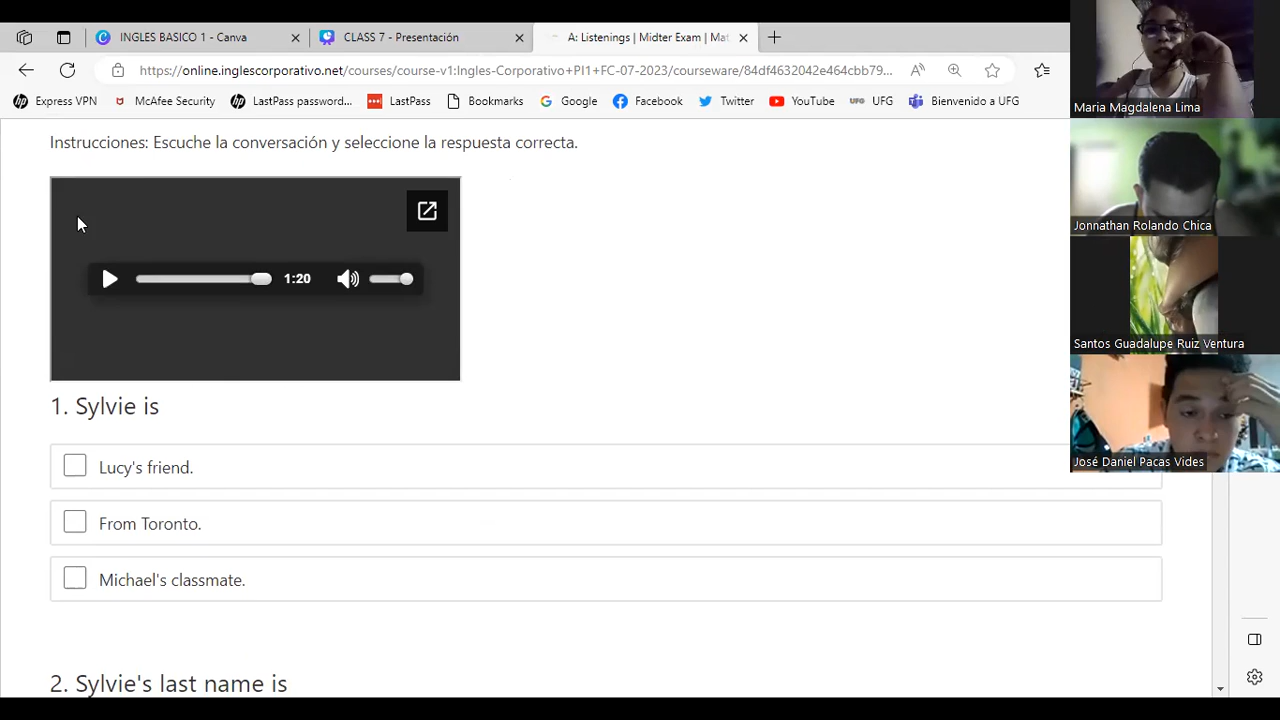 INGLES BASICO 1 - Canva
CLASS 7 - Presentación
A: Listenings | Midter Exam | Mat
https://online.inglescorporativo.net/courses/course-v1:Ingles-Corporativo+PI1+FC-07-2023/courseware/84df4632042e464cbb79...
Express VPN
McAfee Security
LastPass password...
LastPass
Bookmarks
Google
Facebook
Twitter
YouTube
UFG
UFG
Bienvenido a UFG
Instrucciones: Escuche la conversación y seleccione la respuesta correcta.
1:20
1. Sylvie is
Lucy's friend.
From Toronto.
Michael's classmate.
2. Sylvie's last name is
Maria Magdalena Lima
Jonnathan Rolando Chica
Santos Guadalupe Ruiz Ventura
José Daniel Pacas Vides